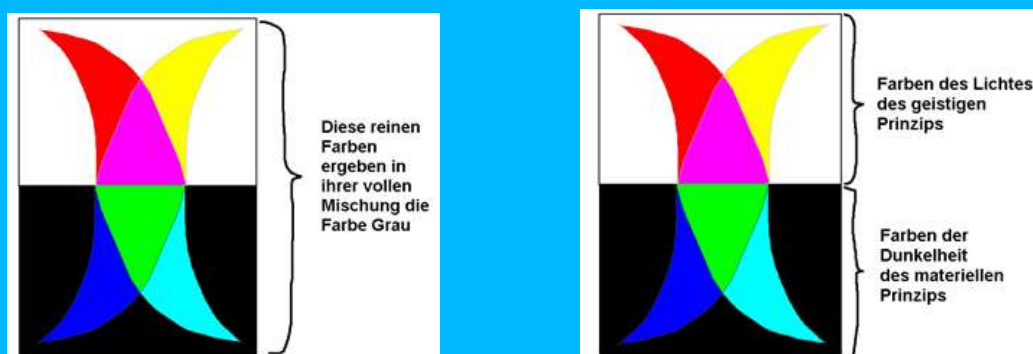 Diese reinen
Farben
ergeben in
ihrer vollen
Mischung die
Farbe Grau
Farben des Lichtes
des geistigen
Prinzips
Farben der
Dunkelheit
des materiellen
Prinzips